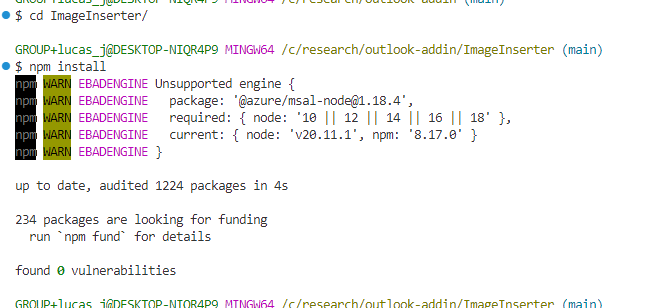 GROUP+lucas_j@DESKTOP-NIQR4P9 MINGW64 /c/research/outlook-addin (main)
$ cd ImageInserter/
GROUP+lucas_j@DESKTOP-NIQR4P9 MINGW64 /c/research/outlook-addin/ImageInserter (main)
$ npm install
npm WARN EBADENGINE Unsupported engine {
npm WARN EBADENGINE   package: '@azure/msal-node@1.18.4',
npm WARN EBADENGINE   required: { node: '10 || 12 || 14 || 16 || 18' },
npm WARN EBADENGINE   current: { node: 'v20.11.1', npm: '8.17.0' }
npm WARN EBADENGINE }
up to date, audited 1224 packages in 4s
234 packages are looking for funding
  run `npm fund` for details
found 0 vulnerabilities
GROUP+lucas_j@DESKTOP-NIQR4P9 MINGW64 /c/research/outlook-addin/ImageInserter (main)